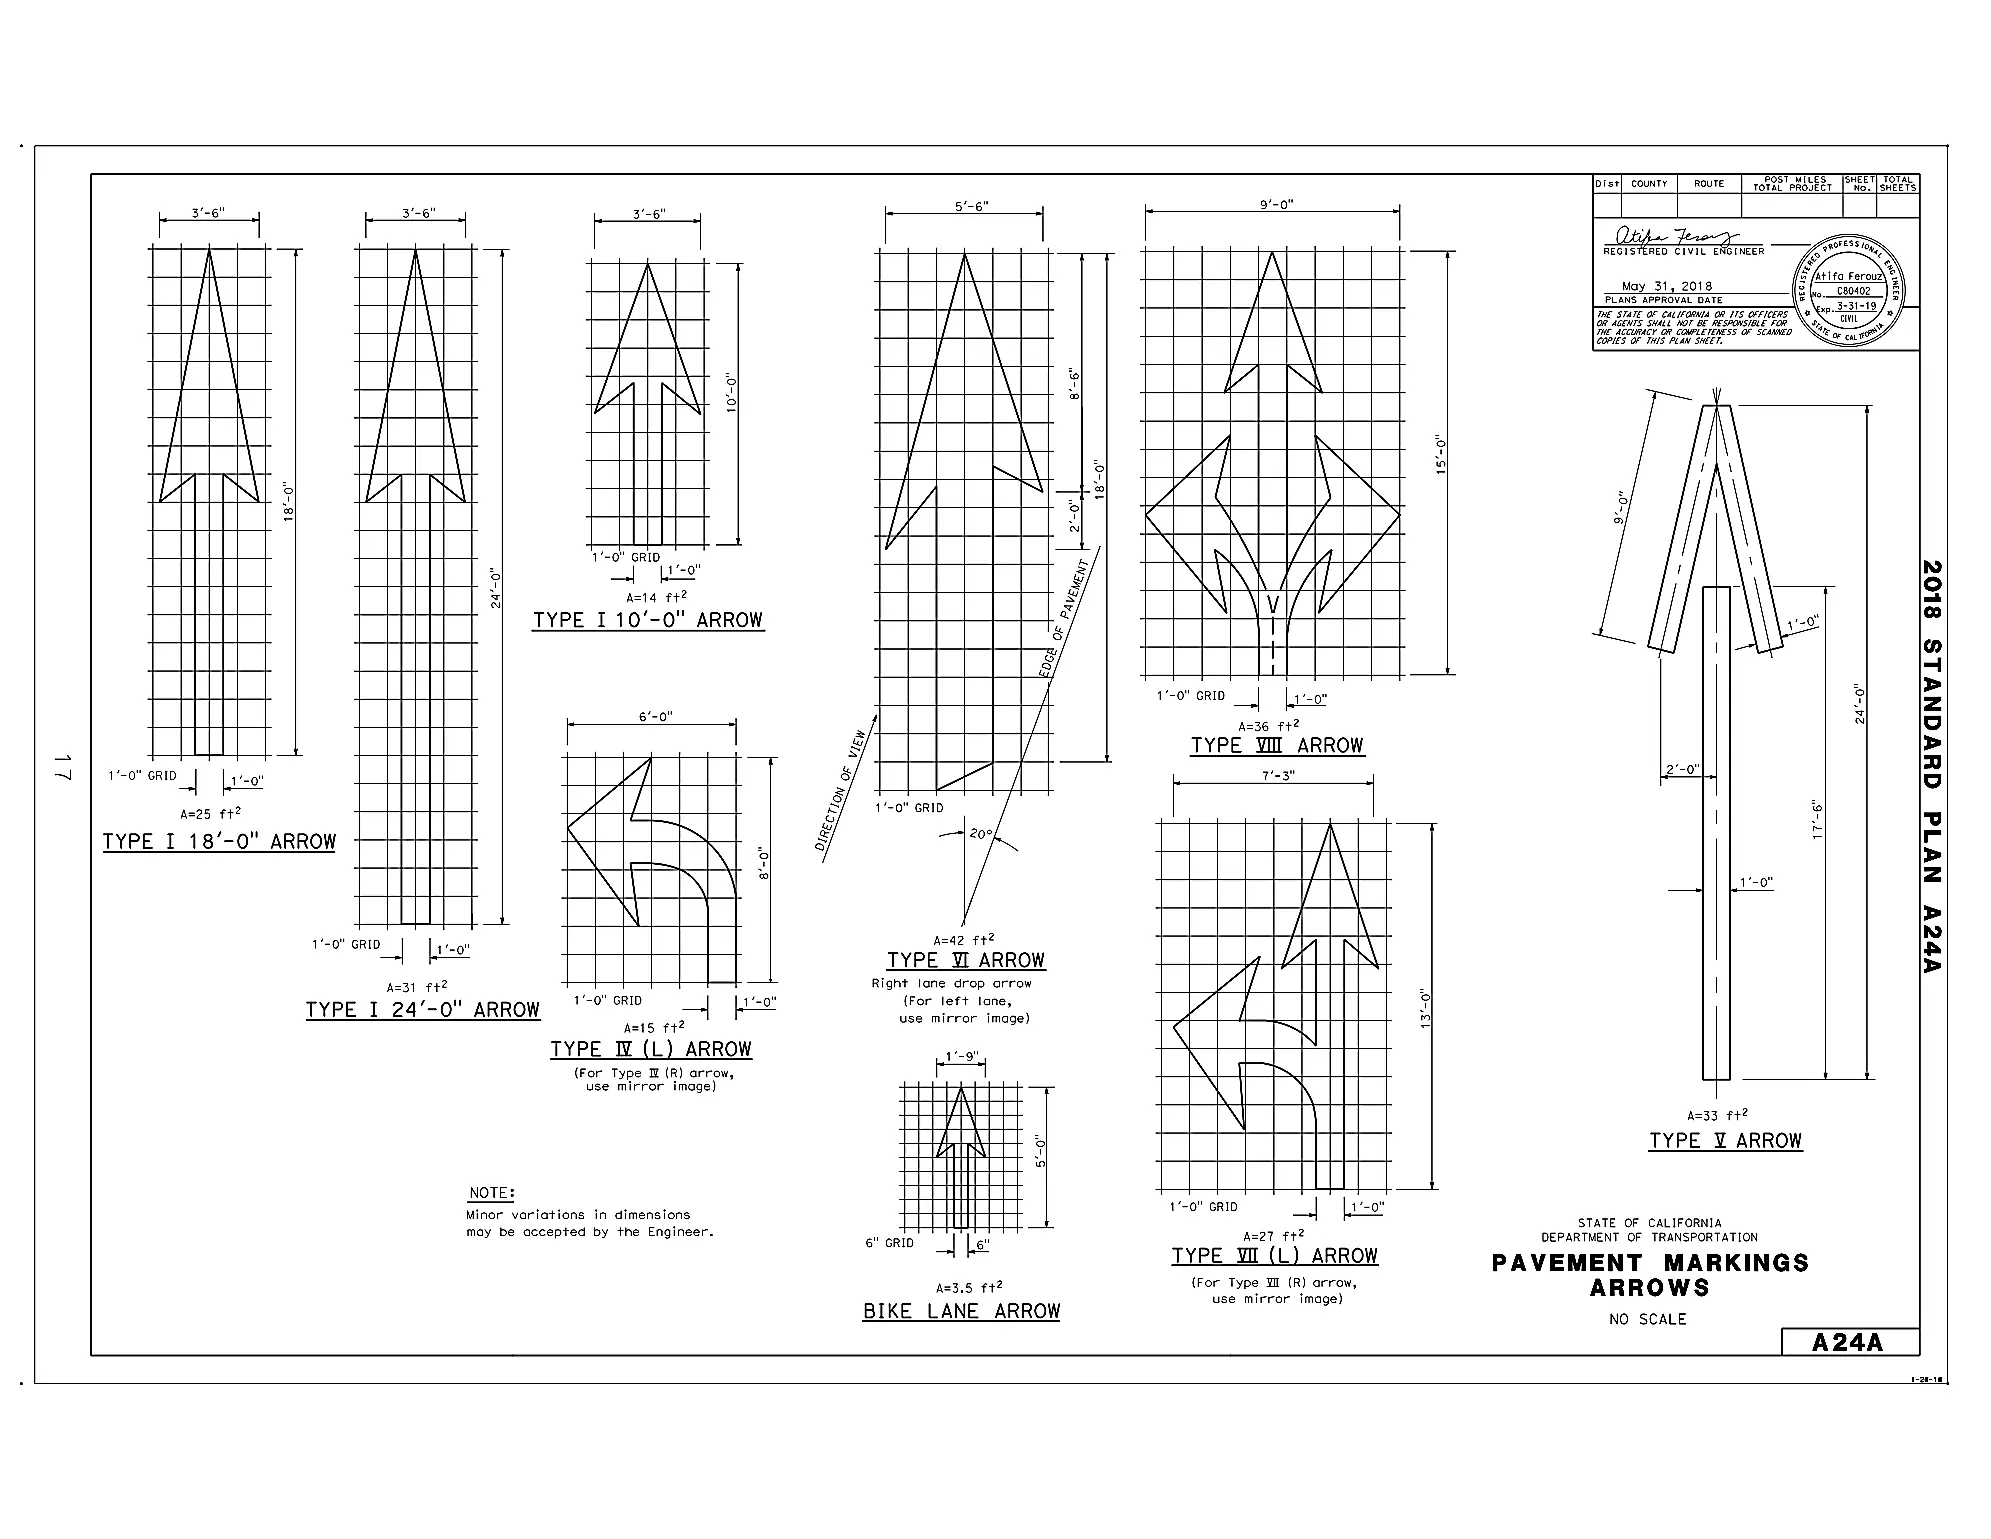 Dist COUNTY ROUTE POST MILES TOTAL PROJECT SHEET No. TOTAL SHEETS
Atifa Ferouz
REGISTERED CIVIL ENGINEER
May 31, 2018
PLANS APPROVAL DATE
THE STATE OF CALIFORNIA OR ITS OFFICERS
OR AGENTS SHALL NOT BE RESPONSIBLE FOR
THE ACCURACY OR COMPLETENESS OF SCANNED
COPIES OF THIS PLAN SHEET.
REGISTERED PROFESSIONAL ENGINEER
Atifa Ferouz
No. C80402
Exp. 3-31-19
CIVIL
STATE OF CALIFORNIA
3'-6"
18'-0"
1'-0" GRID
1'-0"
A=25 ft2
TYPE I 18'-0" ARROW
3'-6"
24'-0"
1'-0" GRID
1'-0"
A=31 ft2
TYPE I 24'-0" ARROW
3'-6"
10'-0"
1'-0" GRID
1'-0"
A=14 ft2
TYPE I 10'-0" ARROW
6'-0"
8'-0"
1'-0" GRID
1'-0"
A=15 ft2
TYPE IV (L) ARROW
(For Type IV (R) arrow,
use mirror image)
5'-6"
8'-6"
18'-0"
2'-0"
EDGE OF PAVEMENT
DIRECTION OF VIEW
1'-0" GRID
20°
A=42 ft2
TYPE VI ARROW
Right lane drop arrow
(For left lane,
use mirror image)
1'-9"
5'-0"
6" GRID
6"
A=3.5 ft2
BIKE LANE ARROW
9'-0"
15'-0"
1'-0" GRID
1'-0"
A=36 ft2
TYPE VIII ARROW
7'-3"
13'-0"
1'-0" GRID
1'-0"
A=27 ft2
TYPE VII (L) ARROW
(For Type VII (R) arrow,
use mirror image)
9'-0"
1'-0"
24'-0"
2'-0"
17'-6"
1'-0"
A=33 ft2
TYPE V ARROW
NOTE:
Minor variations in dimensions
may be accepted by the Engineer.
STATE OF CALIFORNIA
DEPARTMENT OF TRANSPORTATION
PAVEMENT MARKINGS
ARROWS
NO SCALE
A24A
2018 STANDARD PLAN A24A
17